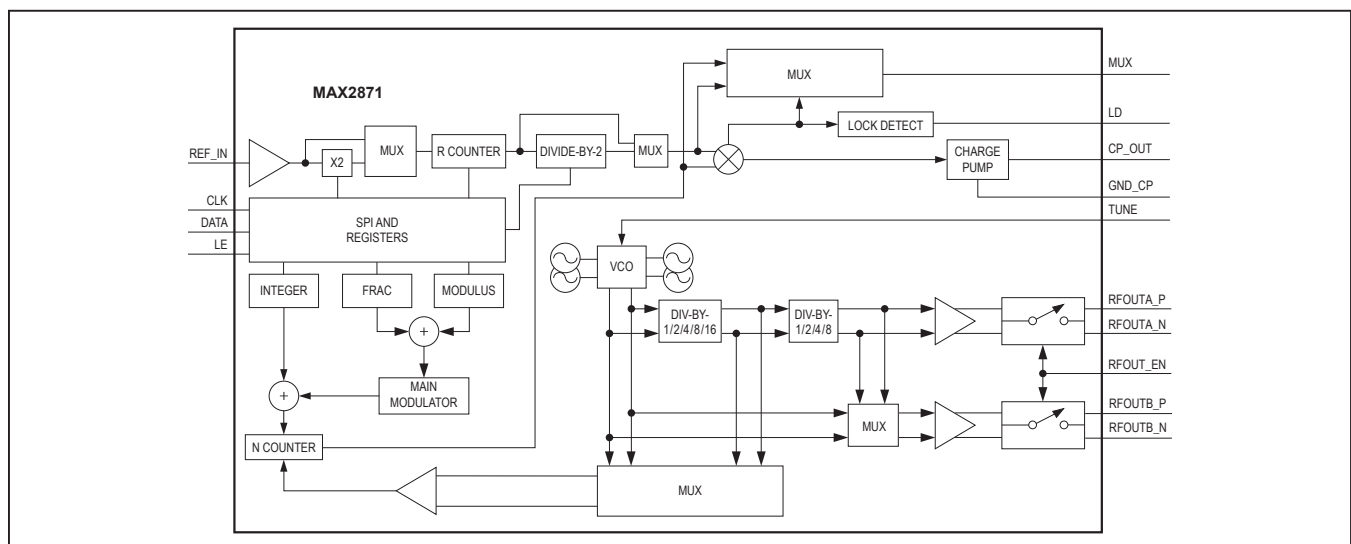 MAX2871
REF_IN
CLK
DATA
LE
X2
MUX
R COUNTER
DIVIDE-BY-2
MUX
MUX
LOCK DETECT
CHARGE
PUMP
MUX
LD
CP_OUT
GND_CP
TUNE
SPI AND
REGISTERS
INTEGER
FRAC
MODULUS
+
MAIN
MODULATOR
+
N COUNTER
VCO
DIV-BY-
1/2/4/8/16
DIV-BY-
1/2/4/8
MUX
MUX
RFOUTA_P
RFOUTA_N
RFOUT_EN
RFOUTB_P
RFOUTB_N